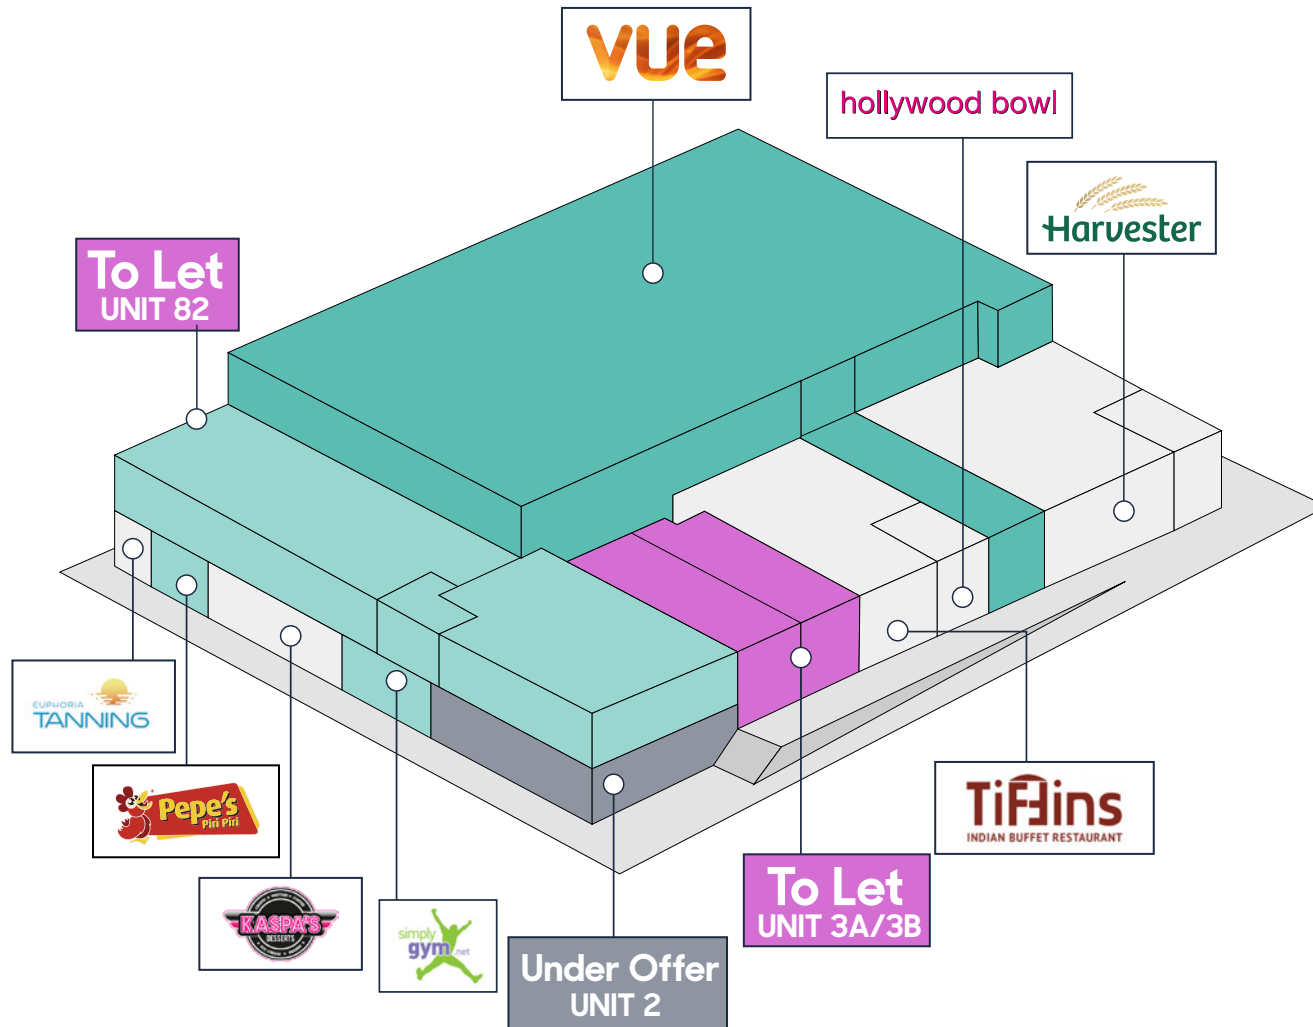 vue
hollywood bowl
Harvester
To Let
UNIT 82
EUPHORIA
TANNING
Pepe's
Piri Piri
KASPA'S
DESSERTS
simply
gym.net
Under Offer
UNIT 2
To Let
UNIT 3A/3B
Tiffins
INDIAN BUFFET RESTAURANT